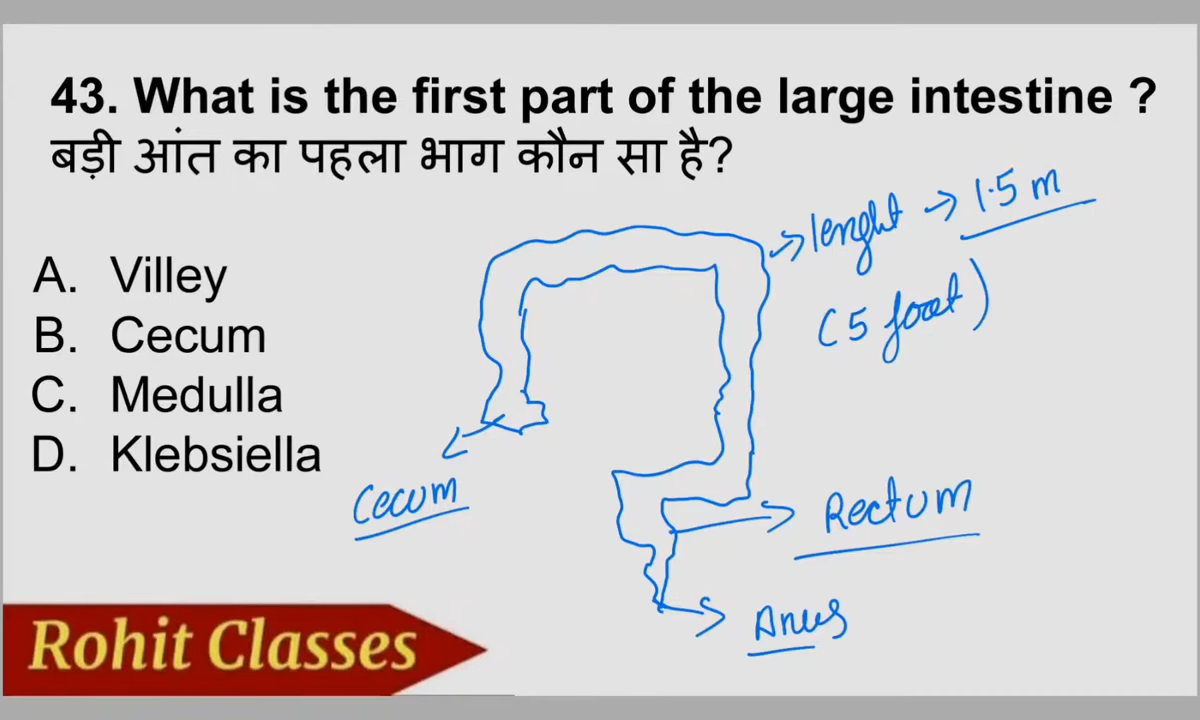 43. What is the first part of the large intestine ?
बड़ी आंत का पहला भाग कौन सा है?
A. Villey
B. Cecum
C. Medulla
D. Klebsiella
lenght → 1.5 m
(5 foot)
Cecum
Rectum
Anus
Rohit Classes